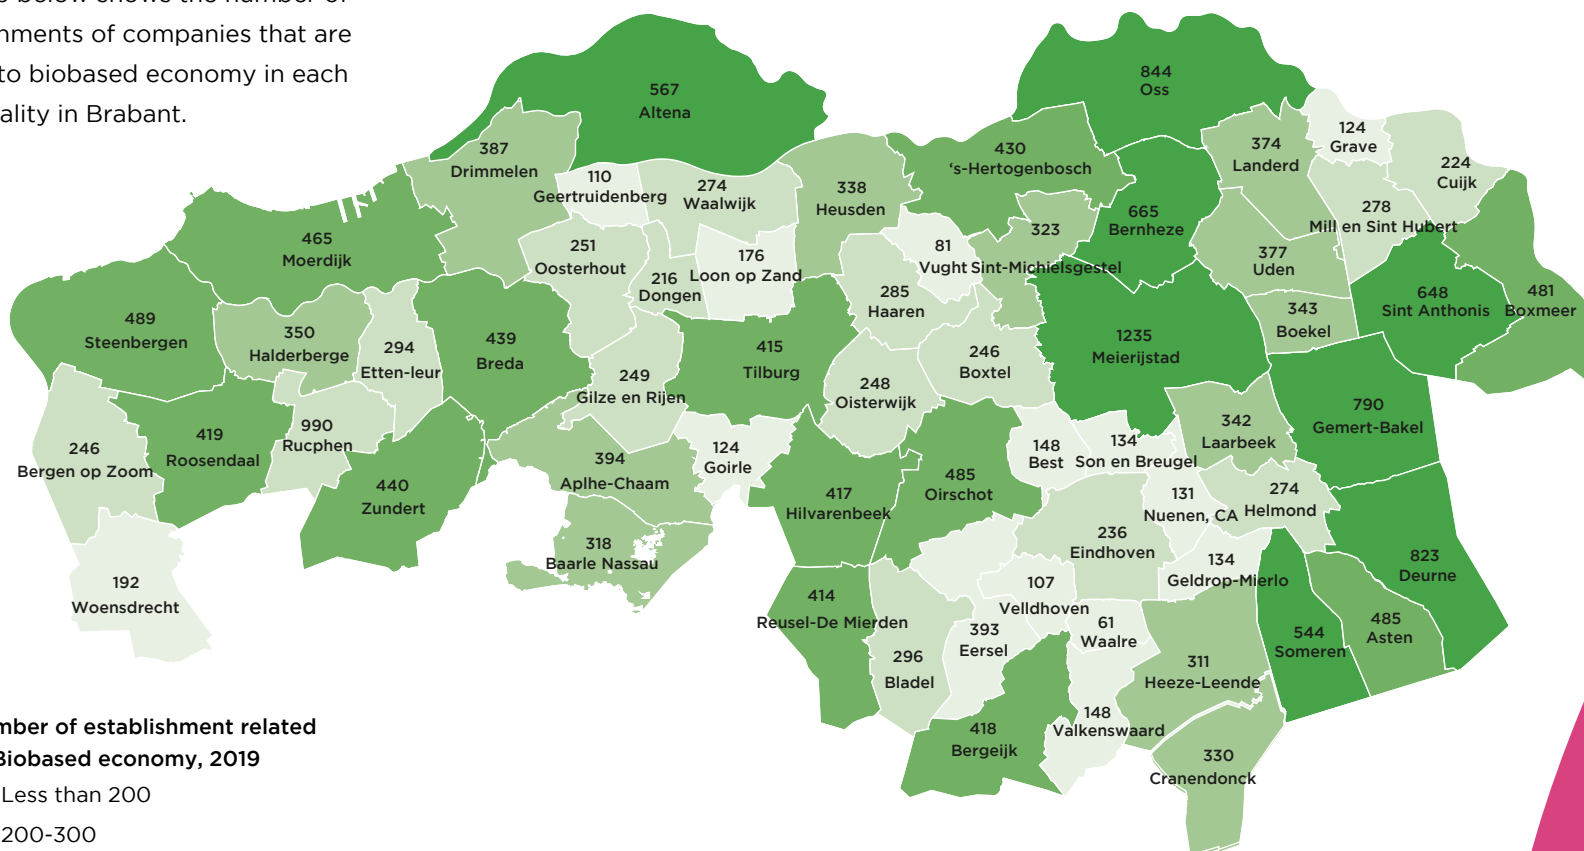 below shows the number of
nments of companies that are
to biobased economy in each
ality in Brabant.
567
Altena
844
Oss
387
Drimmelen
110
Geertruidenberg
274
Waalwijk
338
Heusden
430
‘s-Hertogenbosch
374
Landerd
124
Grave
224
Cuijk
278
Mill en Sint Hubert
465
Moerdijk
251
Oosterhout
216
Dongen
176
Loon op Zand
81
Vught
323
Sint-Michielsgestel
665
Bernheze
377
Uden
285
Haaren
343
Boekel
648
Sint Anthonis
481
Boxmeer
489
Steenbergen
350
Halderberge
294
Etten-leur
439
Breda
415
Tilburg
249
Gilze en Rijen
248
Oisterwijk
246
Boxtel
1235
Meierijstad
790
Gemert-Bakel
246
Bergen op Zoom
419
Roosendaal
990
Rucphen
440
Zundert
394
Aplhe-Chaam
124
Goirle
417
Hilvarenbeek
485
Oirschot
148
Best
134
Son en Breugel
342
Laarbeek
131
Nuenen, CA
274
Helmond
236
Eindhoven
134
Geldrop-Mierlo
823
Deurne
192
Woensdrecht
318
Baarle Nassau
414
Reusel-De Mierden
107
Velldhoven
393
Eersel
61
Waalre
296
Bladel
311
Heeze-Leende
544
Someren
485
Asten
418
Bergeijk
148
Valkenswaard
330
Cranendonck
mber of establishment related
Biobased economy, 2019
Less than 200
200-300